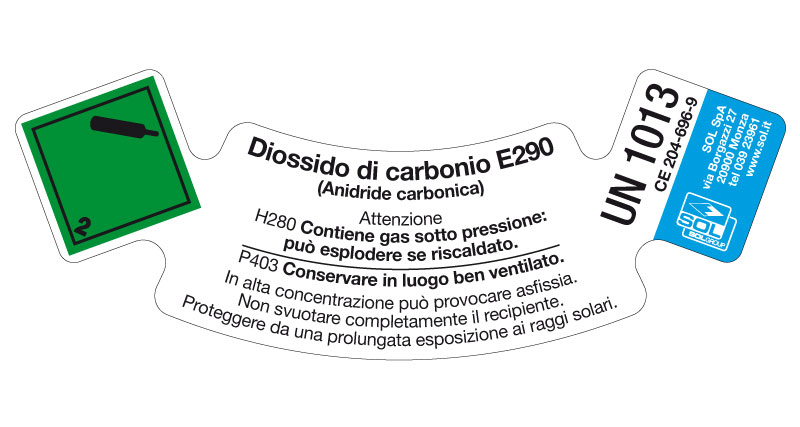 2
Diossido di carbonio E290
(Anidride carbonica)
Attenzione
H280 Contiene gas sotto pressione:
può esplodere se riscaldato.
P403 Conservare in luogo ben ventilato.
In alta concentrazione può provocare asfissia.
Non svuotare completamente il recipiente.
Proteggere da una prolungata esposizione ai raggi solari.
UN 1013
CE 204-696-9
SOL SpA
via Borgazzi 27
20900 Monza
tel 039 23961
www.sol.it
SOL
SOLGROUP